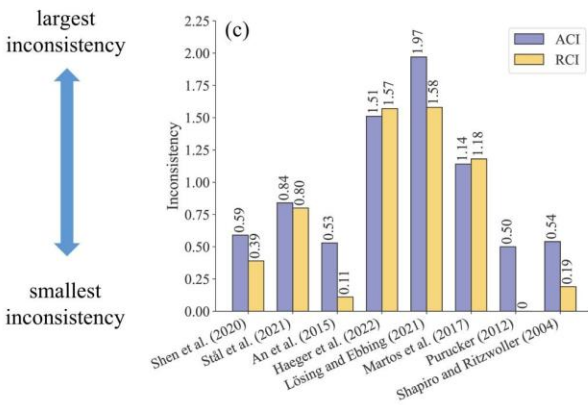 largest
inconsistency
smallest
inconsistency
(c)
ACI
RCI
Inconsistency
2.25
2.00
1.75
1.50
1.25
1.00
0.75
0.50
0.25
0.00
0.59
0.39
0.84
0.80
0.53
0.11
1.51
1.57
1.97
1.58
1.14
1.18
0.50
0
0.54
0.19
Shen et al. (2020)
Stål et al. (2021)
An et al. (2015)
Haeger et al. (2022)
Lösing and Ebbing (2021)
Martos et al. (2017)
Purucker (2012)
Shapiro and Ritzwoller (2004)